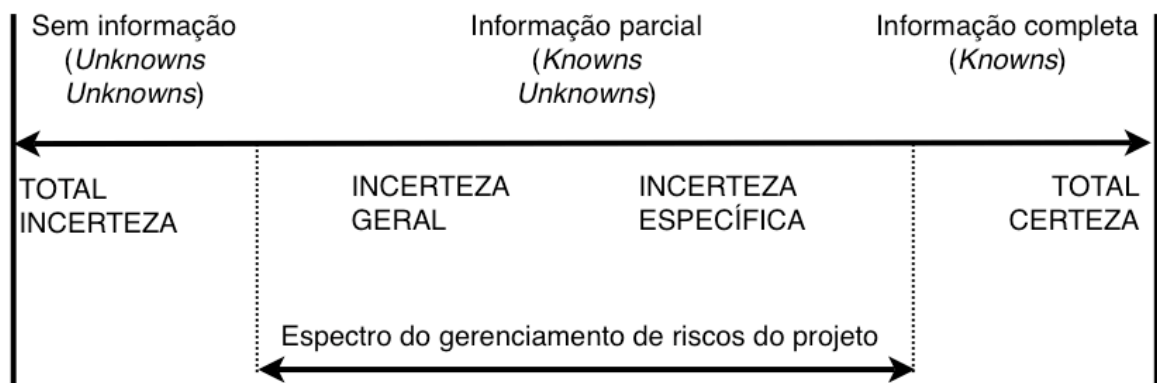 Sem informação
(Unknowns
Unknowns)
Informação parcial
(Knowns
Unknowns)
Informação completa
(Knowns)
TOTAL
INCERTEZA
INCERTEZA
GERAL
INCERTEZA
ESPECÍFICA
TOTAL
CERTEZA
Espectro do gerenciamento de riscos do projeto